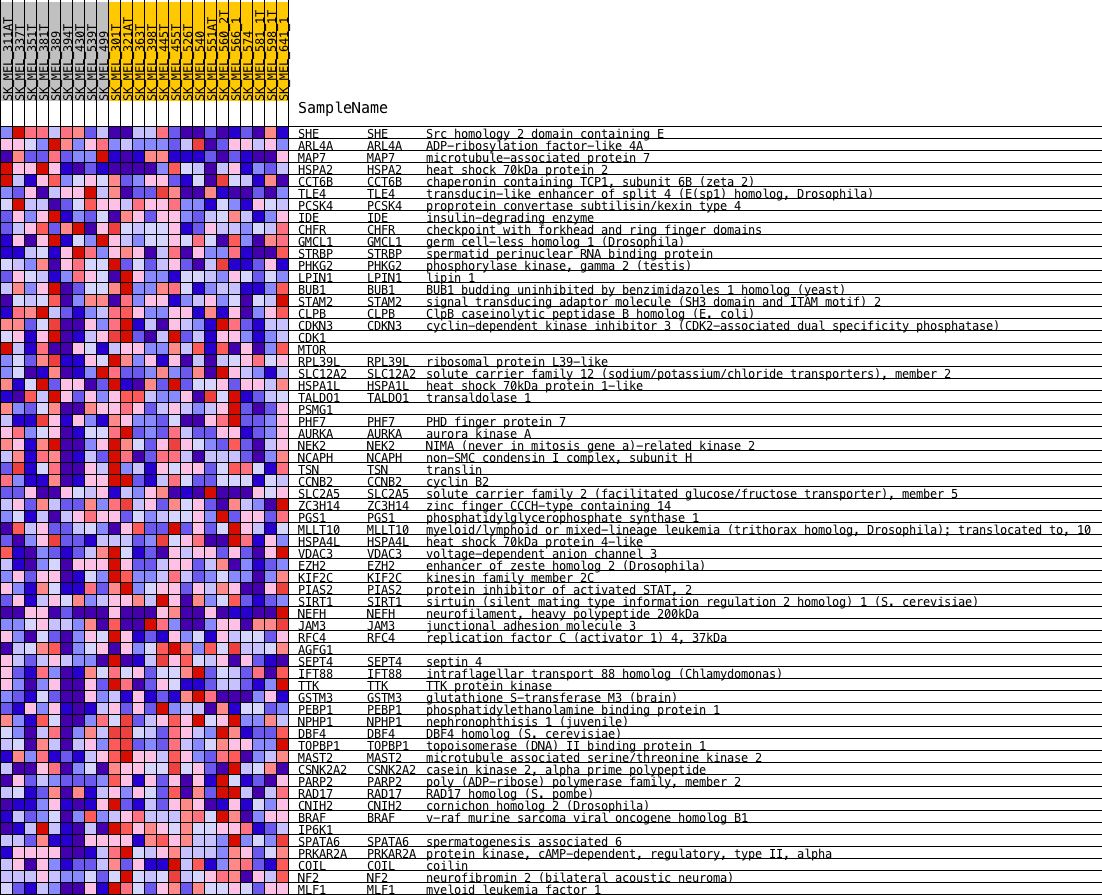 SK_MEL_311AT
SK_MEL_337T
SK_MEL_351T
SK_MEL_381T
SK_MEL_389
SK_MEL_394T
SK_MEL_430T
SK_MEL_539T
SK_MEL_499
SK_MEL_301T
SK_MEL_321AT
SK_MEL_363T
SK_MEL_398T
SK_MEL_445T
SK_MEL_455T
SK_MEL_526T
SK_MEL_540
SK_MEL_551AT
SK_MEL_560_2T
SK_MEL_566_1
SK_MEL_574
SK_MEL_581_1T
SK_MEL_598_1T
SK_MEL_641_1
SampleName
SHE SHE Src homology 2 domain containing E
ARL4A ARL4A ADP-ribosylation factor-like 4A
MAP7 MAP7 microtubule-associated protein 7
HSPA2 HSPA2 heat shock 70kDa protein 2
CCT6B CCT6B chaperonin containing TCP1, subunit 6B (zeta 2)
TLE4 TLE4 transducin-like enhancer of split 4 (E(sp1) homolog, Drosophila)
PCSK4 PCSK4 proprotein convertase subtilisin/kexin type 4
IDE IDE insulin-degrading enzyme
CHFR CHFR checkpoint with forkhead and ring finger domains
GMCL1 GMCL1 germ cell-less homolog 1 (Drosophila)
STRBP STRBP spermatid perinuclear RNA binding protein
PHKG2 PHKG2 phosphorylase kinase, gamma 2 (testis)
LPIN1 LPIN1 lipin 1
BUB1 BUB1 BUB1 budding uninhibited by benzimidazoles 1 homolog (yeast)
STAM2 STAM2 signal transducing adaptor molecule (SH3 domain and ITAM motif) 2
CLPB CLPB ClpB caseinolytic peptidase B homolog (E. coli)
CDKN3 CDKN3 cyclin-dependent kinase inhibitor 3 (CDK2-associated dual specificity phosphatase)
CDK1
MTOR
RPL39L RPL39L ribosomal protein L39-like
SLC12A2 SLC12A2 solute carrier family 12 (sodium/potassium/chloride transporters), member 2
HSPA1L HSPA1L heat shock 70kDa protein 1-like
TALDO1 TALDO1 transaldolase 1
PSMG1
PHF7 PHF7 PHD finger protein 7
AURKA AURKA aurora kinase A
NEK2 NEK2 NIMA (never in mitosis gene a)-related kinase 2
NCAPH NCAPH non-SMC condensin I complex, subunit H
TSN TSN translin
CCNB2 CCNB2 cyclin B2
SLC2A5 SLC2A5 solute carrier family 2 (facilitated glucose/fructose transporter), member 5
ZC3H14 ZC3H14 zinc finger CCCH-type containing 14
PGS1 PGS1 phosphatidylglycerophosphate synthase 1
MLLT10 MLLT10 myeloid/lymphoid or mixed-lineage leukemia (trithorax homolog, Drosophila); translocated to, 10
HSPA4L HSPA4L heat shock 70kDa protein 4-like
VDAC3 VDAC3 voltage-dependent anion channel 3
EZH2 EZH2 enhancer of zeste homolog 2 (Drosophila)
KIF2C KIF2C kinesin family member 2C
PIAS2 PIAS2 protein inhibitor of activated STAT, 2
SIRT1 SIRT1 sirtuin (silent mating type information regulation 2 homolog) 1 (S. cerevisiae)
NEFH NEFH neurofilament, heavy polypeptide 200kDa
JAM3 JAM3 junctional adhesion molecule 3
RFC4 RFC4 replication factor C (activator 1) 4, 37kDa
AGFG1
SEPT4 SEPT4 septin 4
IFT88 IFT88 intraflagellar transport 88 homolog (Chlamydomonas)
TTK TTK TTK protein kinase
GSTM3 GSTM3 glutathione S-transferase M3 (brain)
PEBP1 PEBP1 phosphatidylethanolamine binding protein 1
NPHP1 NPHP1 nephronophthisis 1 (juvenile)
DBF4 DBF4 DBF4 homolog (S. cerevisiae)
TOPBP1 TOPBP1 topoisomerase (DNA) II binding protein 1
MAST2 MAST2 microtubule associated serine/threonine kinase 2
CSNK2A2 CSNK2A2 casein kinase 2, alpha prime polypeptide
PARP2 PARP2 poly (ADP-ribose) polymerase family, member 2
RAD17 RAD17 RAD17 homolog (S. pombe)
CNIH2 CNIH2 cornichon homolog 2 (Drosophila)
BRAF BRAF v-raf murine sarcoma viral oncogene homolog B1
IP6K1
SPATA6 SPATA6 spermatogenesis associated 6
PRKAR2A PRKAR2A protein kinase, cAMP-dependent, regulatory, type II, alpha
COIL COIL coilin
NF2 NF2 neurofibromin 2 (bilateral acoustic neuroma)
MLF1 MLF1 myeloid leukemia factor 1